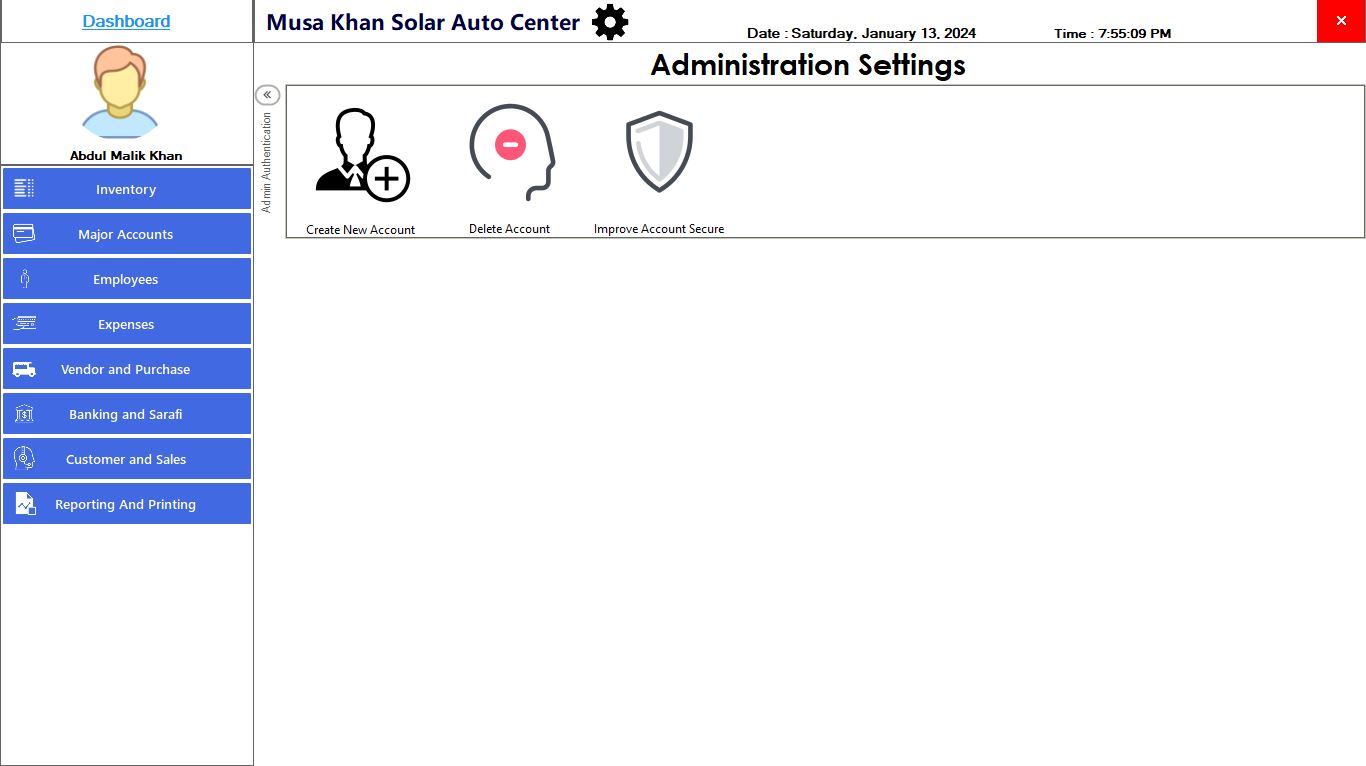 Dashboard
Musa Khan Solar Auto Center
Date : Saturday, January 13, 2024
Time : 7:55:09 PM
Abdul Malik Khan
Inventory
Major Accounts
Employees
Expenses
Vendor and Purchase
Banking and Sarafi
Customer and Sales
Reporting And Printing
Administration Settings
Admin Authentication
Create New Account
Delete Account
Improve Account Secure